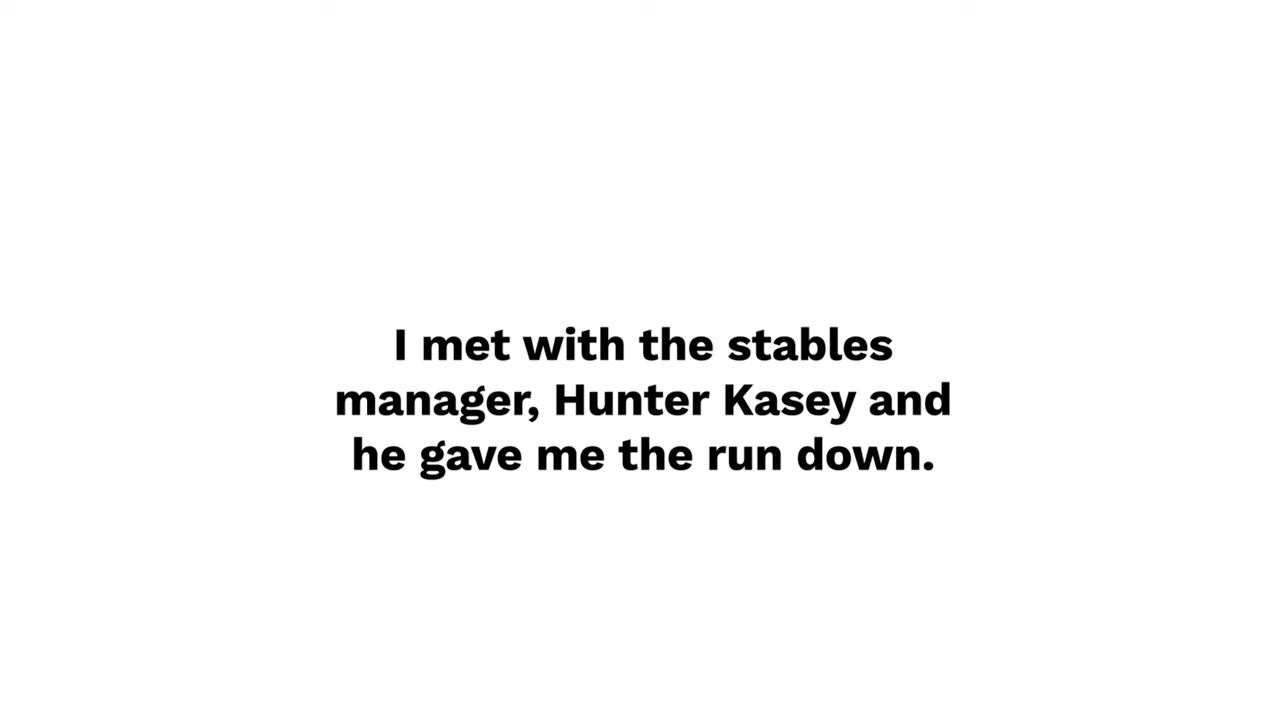 I met with the stables
manager, Hunter Kasey and
he gave me the run down.